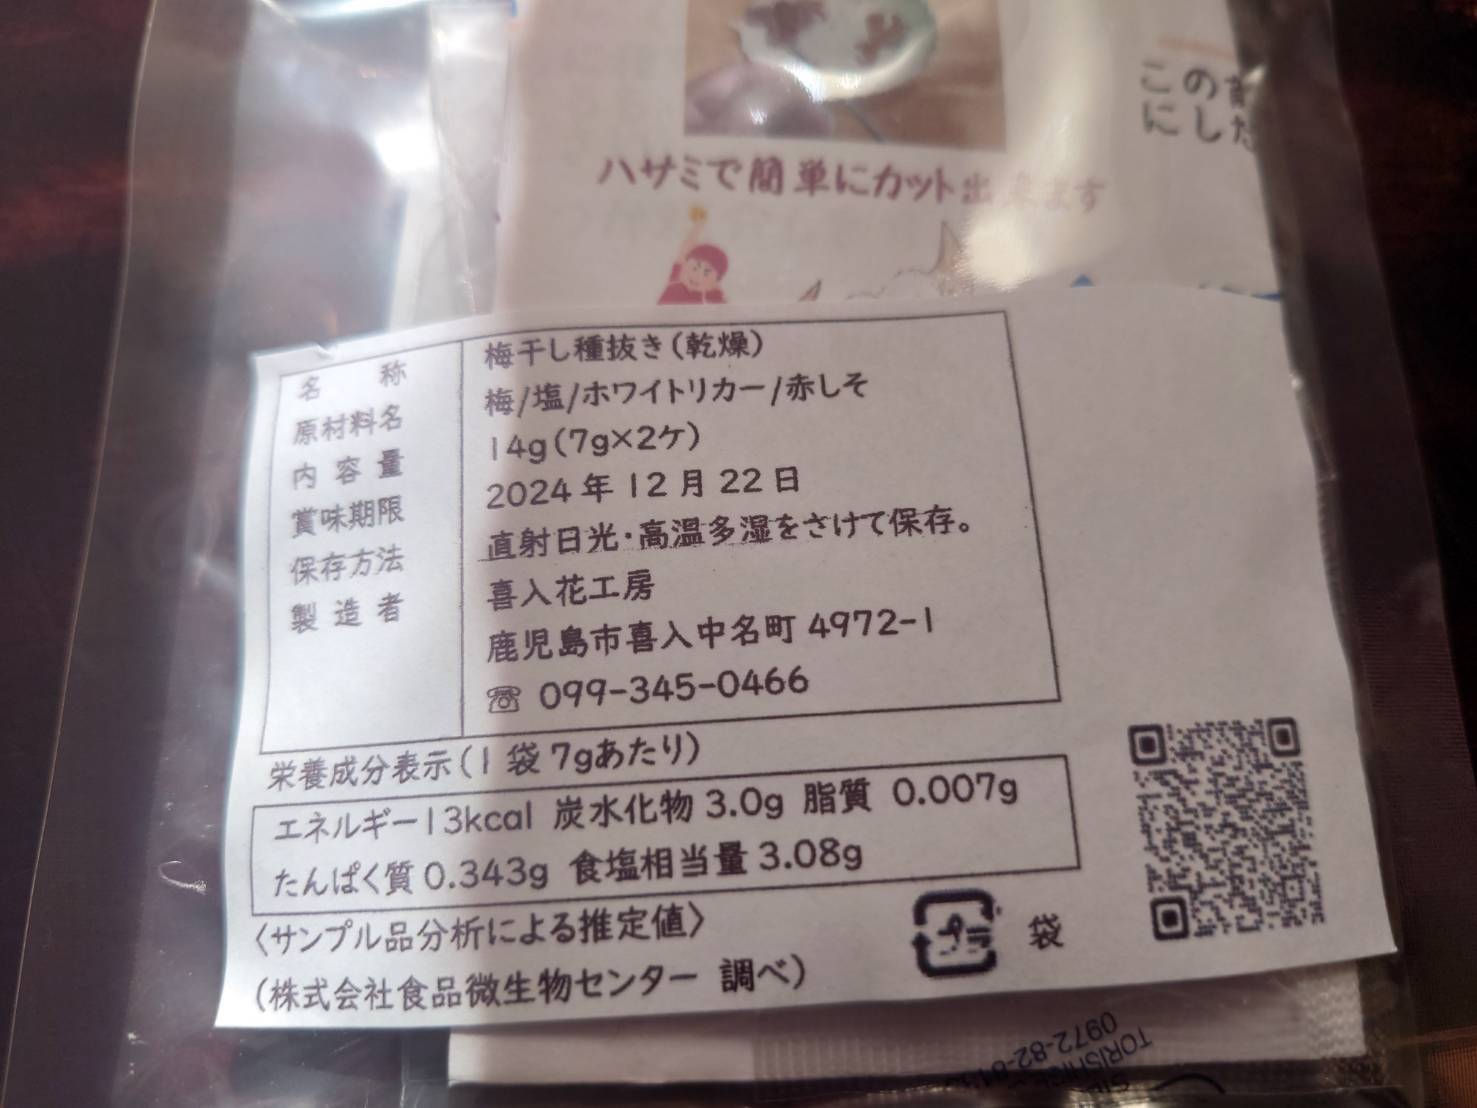 この
にした
ハサミで簡単にカット出来ます
名称 梅干し種抜き(乾燥)
原材料名 梅/塩/ホワイトリカー/赤しそ
内容量 14g(7g×2ケ)
賞味期限 2024年12月22日
保存方法 直射日光・高温多湿をさけて保存。
製造者 喜入花工房
鹿児島市喜入中名町4972-1
☏ 099-345-0466
栄養成分表示(1袋7gあたり)
エネルギー13kcal 炭水化物3.0g 脂質 0.007g
たんぱく質0.343g 食塩相当量3.08g
〈サンプル品分析による推定値〉
(株式会社食品微生物センター 調べ)
プラ 袋